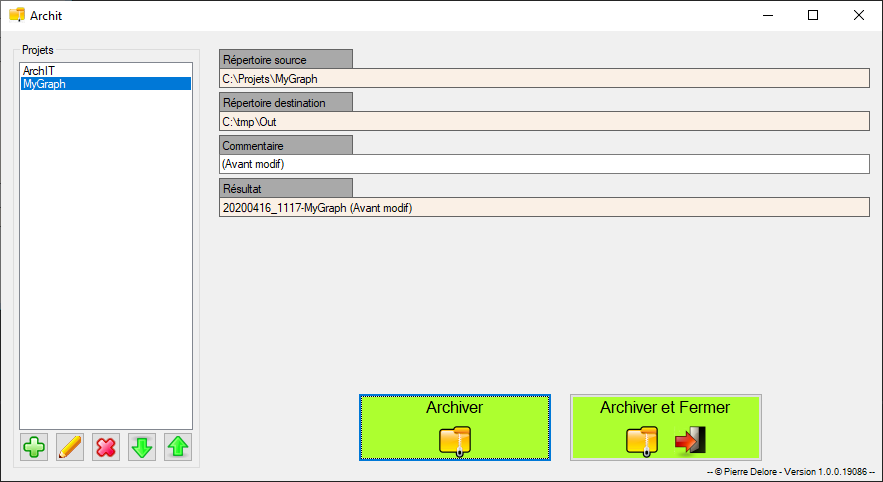 Archit
Projets
ArchIT
MyGraph
Répertoire source
C:\Projets\MyGraph
Répertoire destination
C:\tmp\Out
Commentaire
(Avant modif)
Résultat
20200416_1117-MyGraph (Avant modif)
Archiver
Archiver et Fermer
-- © Pierre Delore - Version 1.0.0.19086 --